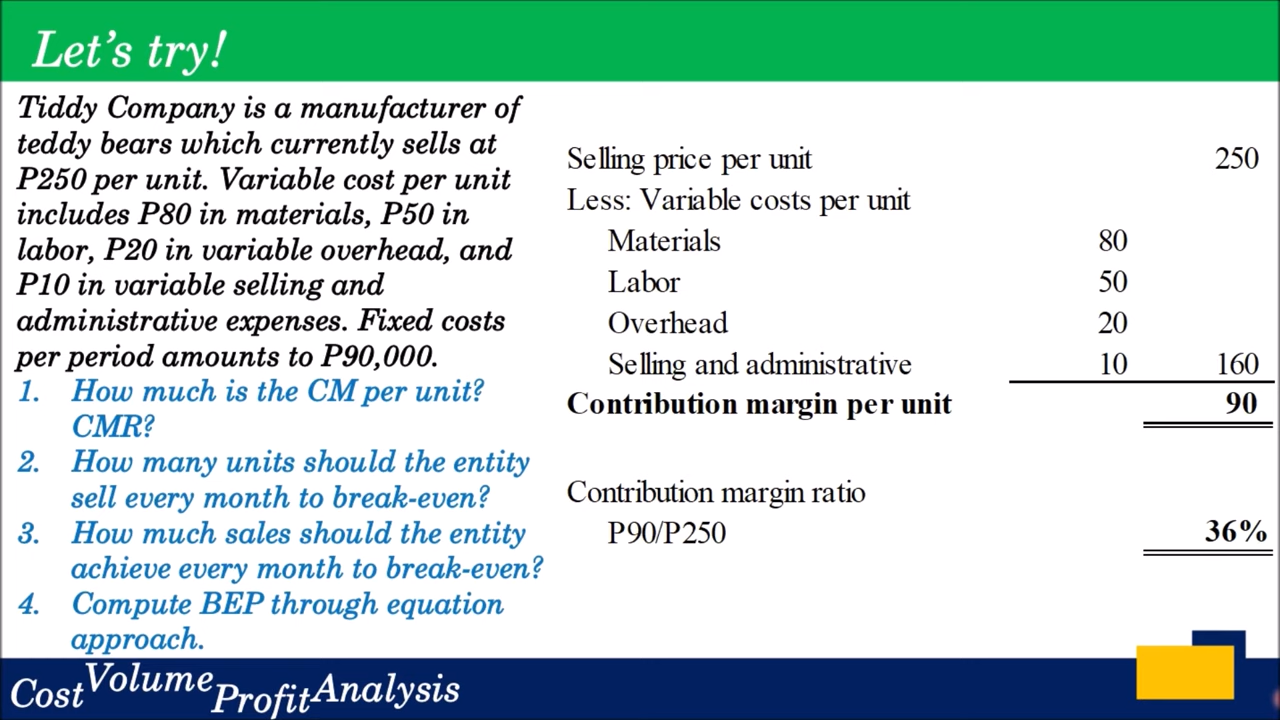 Let's try!
Tiddy Company is a manufacturer of
teddy bears which currently sells at
P250 per unit. Variable cost per unit
includes P80 in materials, P50 in
labor, P20 in variable overhead, and
P10 in variable selling and
administrative expenses. Fixed costs
per period amounts to P90,000.
1. How much is the CM per unit?
CMR?
2. How many units should the entity
sell every month to break-even?
3. How much sales should the entity
achieve every month to break-even?
4. Compute BEP through equation
approach.
Selling price per unit 250
Less: Variable costs per unit
Materials 80
Labor 50
Overhead 20
Selling and administrative 10 160
Contribution margin per unit 90
Contribution margin ratio
P90/P250 36%
Cost Volume Profit Analysis